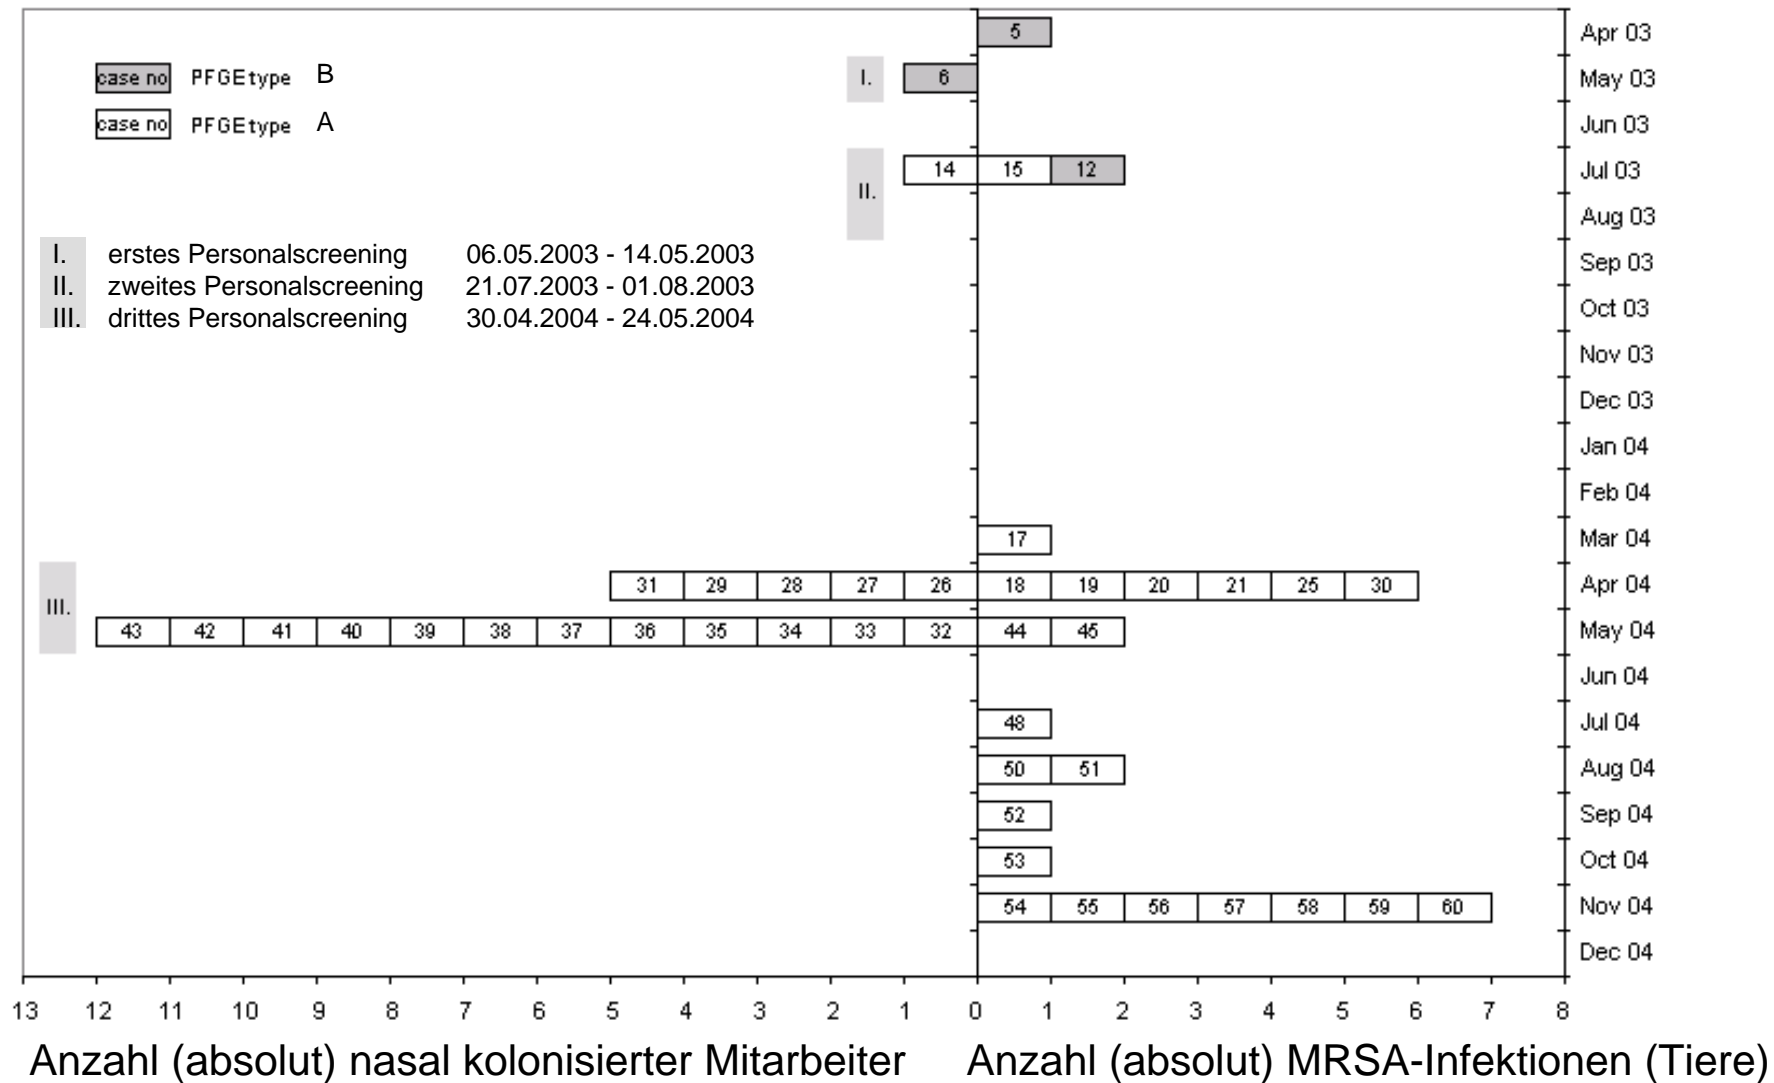 5 Apr 03
case no PFGEtype B I. 6 May 03
case no PFGEtype A Jun 03
14 15 12 Jul 03
II.
Aug 03
I. erstes Personalscreening 06.05.2003 - 14.05.2003
Sep 03
II. zweites Personalscreening 21.07.2003 - 01.08.2003
III. drittes Personalscreening 30.04.2004 - 24.05.2004
Oct 03
Nov 03
Dec 03
Jan 04
Feb 04
17 Mar 04
31 29 28 27 26 18 19 20 21 25 30 Apr 04
III.
43 42 41 40 39 38 37 36 35 34 33 32 44 45 May 04
Jun 04
48 Jul 04
50 51 Aug 04
52 Sep 04
53 Oct 04
54 55 56 57 58 59 60 Nov 04
Dec 04
13 12 11 10 9 8 7 6 5 4 3 2 1 0 1 2 3 4 5 6 7 8
Anzahl (absolut) nasal kolonisierter Mitarbeiter Anzahl (absolut) MRSA-Infektionen (Tiere)